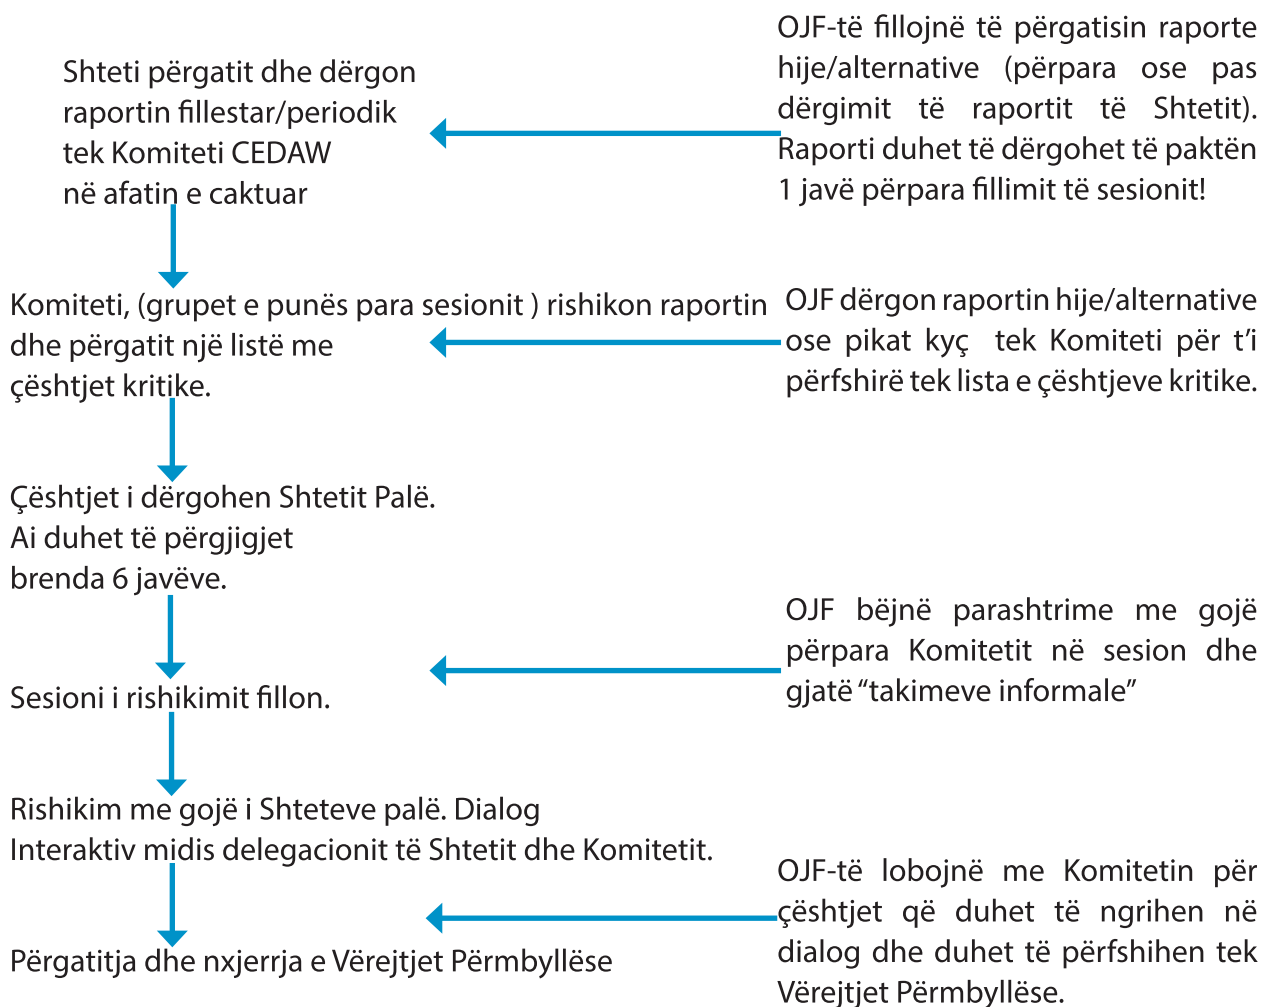 Shteti përgatit dhe dërgon
raportin fillestar/periodik
tek Komiteti CEDAW
në afatin e caktuar
OJF-të fillojnë të përgatisin raporte
hije/alternative (përpara ose pas
dërgimit të raportit të Shtetit).
Raporti duhet të dërgohet të paktën
1 javë përpara fillimit të sesionit!
Komiteti, (grupet e punës para sesionit ) rishikon raportin
dhe përgatit një listë me
çështjet kritike.
OJF dërgon raportin hije/alternative
ose pikat kyç tek Komiteti për t’i
përfshirë tek lista e çështjeve kritike.
Çështjet i dërgohen Shtetit Palë.
Ai duhet të përgjigjet
brenda 6 javëve.
OJF bëjnë parashtrime me gojë
përpara Komitetit në sesion dhe
gjatë “takimeve informale”
Sesioni i rishikimit fillon.
Rishikim me gojë i Shteteve palë. Dialog
Interaktiv midis delegacionit të Shtetit dhe Komitetit.
OJF-të lobojnë me Komitetin për
çështjet që duhet të ngrihen në
dialog dhe duhet të përfshihen tek
Vërejtjet Përmbyllëse.
Përgatitja dhe nxjerrja e Vërejtjet Përmbyllëse